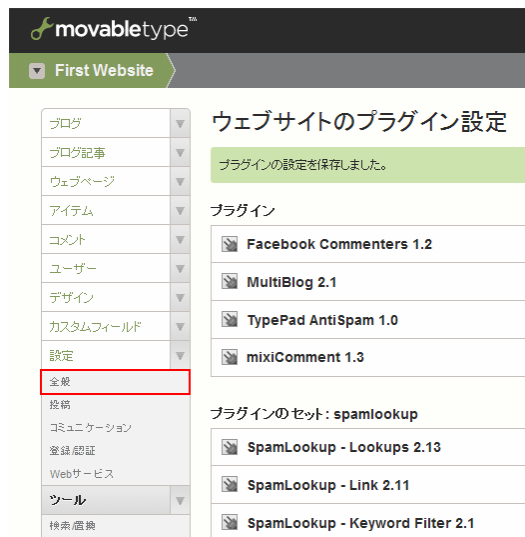 movabletype™
First Website
ブログ
ブログ記事
ウェブページ
アイテム
コメント
ユーザー
デザイン
カスタムフィールド
設定
全般
投稿
コミュニケーション
登録/認証
Webサービス
ツール
検索/置換
ウェブサイトのプラグイン設定
プラグインの設定を保存しました。
プラグイン
Facebook Commenters 1.2
MultiBlog 2.1
TypePad AntiSpam 1.0
mixiComment 1.3
プラグインのセット: spamlookup
SpamLookup - Lookups 2.13
SpamLookup - Link 2.11
SpamLookup - Keyword Filter 2.1